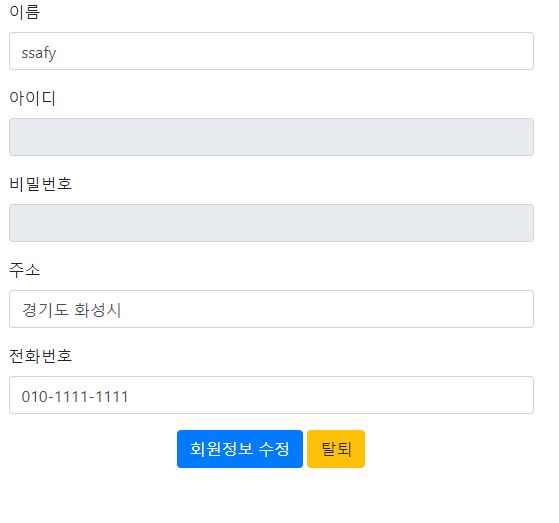 이름
ssafy
아이디
비밀번호
주소
경기도 화성시
전화번호
010-1111-1111
회원정보 수정 탈퇴